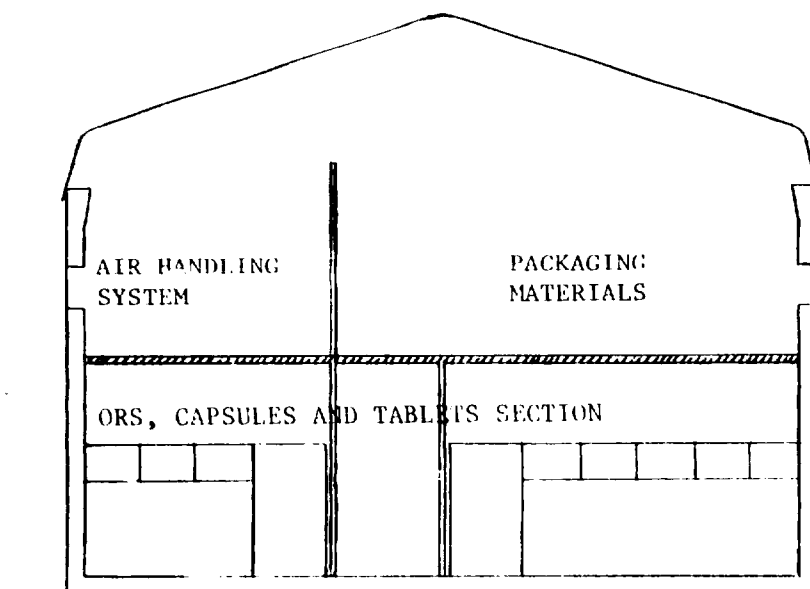 AIR HANDLING
SYSTEM
PACKAGING
MATERIALS
ORS, CAPSULES AND TABLETS SECTION